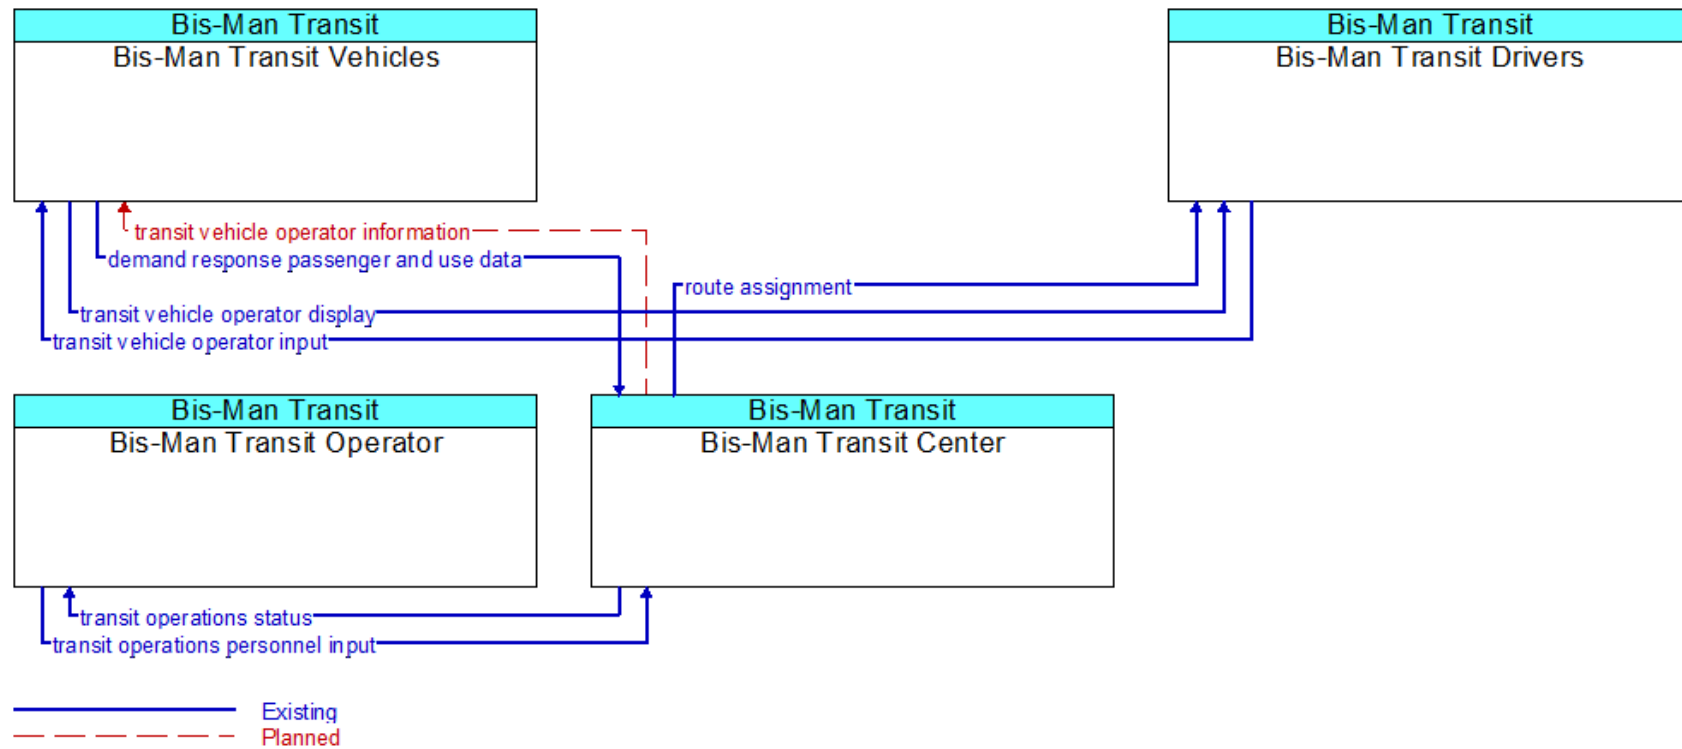 Bis-Man Transit
Bis-Man Transit Vehicles
Bis-Man Transit
Bis-Man Transit Drivers
transit vehicle operator information
demand response passenger and use data
route assignment
transit vehicle operator display
transit vehicle operator input
Bis-Man Transit
Bis-Man Transit Operator
Bis-Man Transit
Bis-Man Transit Center
transit operations status
transit operations personnel input
Existing
Planned